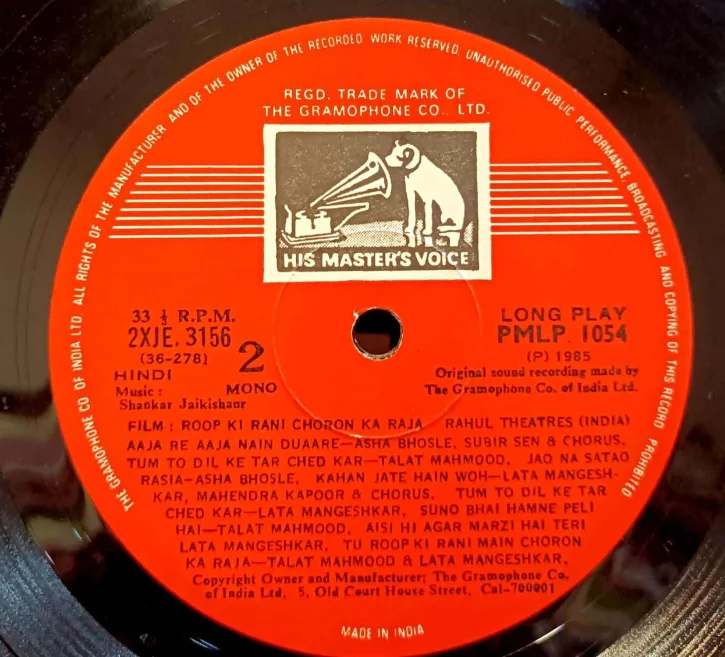 THE GRAMOPHONE CO OF INDIA LTD. ALL RIGHTS OF THE MANUFACTURER AND OF THE OWNER OF THE RECORDED WORK RESERVED. UNAUTHORISED PUBLIC PERFORMANCE, BROADCASTING AND COPYING OF THIS RECORD PROHIBITED
REGD. TRADE MARK OF
THE GRAMOPHONE CO., LTD.
HIS MASTER'S VOICE
33 ⅓ R.P.M.
2XJE. 3156
(36-278)
2
HINDI
MONO
Music :
Shankar Jaikishanr
LONG PLAY
PMLP. 1054
(P) 1985
Original sound recording made by
The Gramophone Co. of India Ltd.
FILM : ROOP KI RANI CHORON KA RAJA RAHUL THEATRES (INDIA)
AAJA RE AAJA NAIN DUAARE—ASHA BHOSLE, SUBIR SEN & CHORUS,
TUM TO DIL KE TAR CHED KAR—TALAT MAHMOOD, JAO NA SATAO
RASIA-ASHA BHOSLE, KAHAN JATE HAIN WOH—LATA MANGESH-
KAR, MAHENDRA KAPOOR & CHORUS, TUM TO DIL KE TAR
CHED KAR—LATA MANGESHKAR, SUNO BHAI HAMNE PELI
HAI—TALAT MAHMOOD, AISI HI AGAR MARZI HAI TERI
LATA MANGESHKAR, TU ROOP KI RANI MAIN CHORON
KA RAJA—TALAT MAHMOOD & LATA MANGESHKAR,
Copyright Owner and Manufacturer; The Gramophone Co.
of India Ltd, 5, Old Court House Street, Cal-700001
MADE IN INDIA